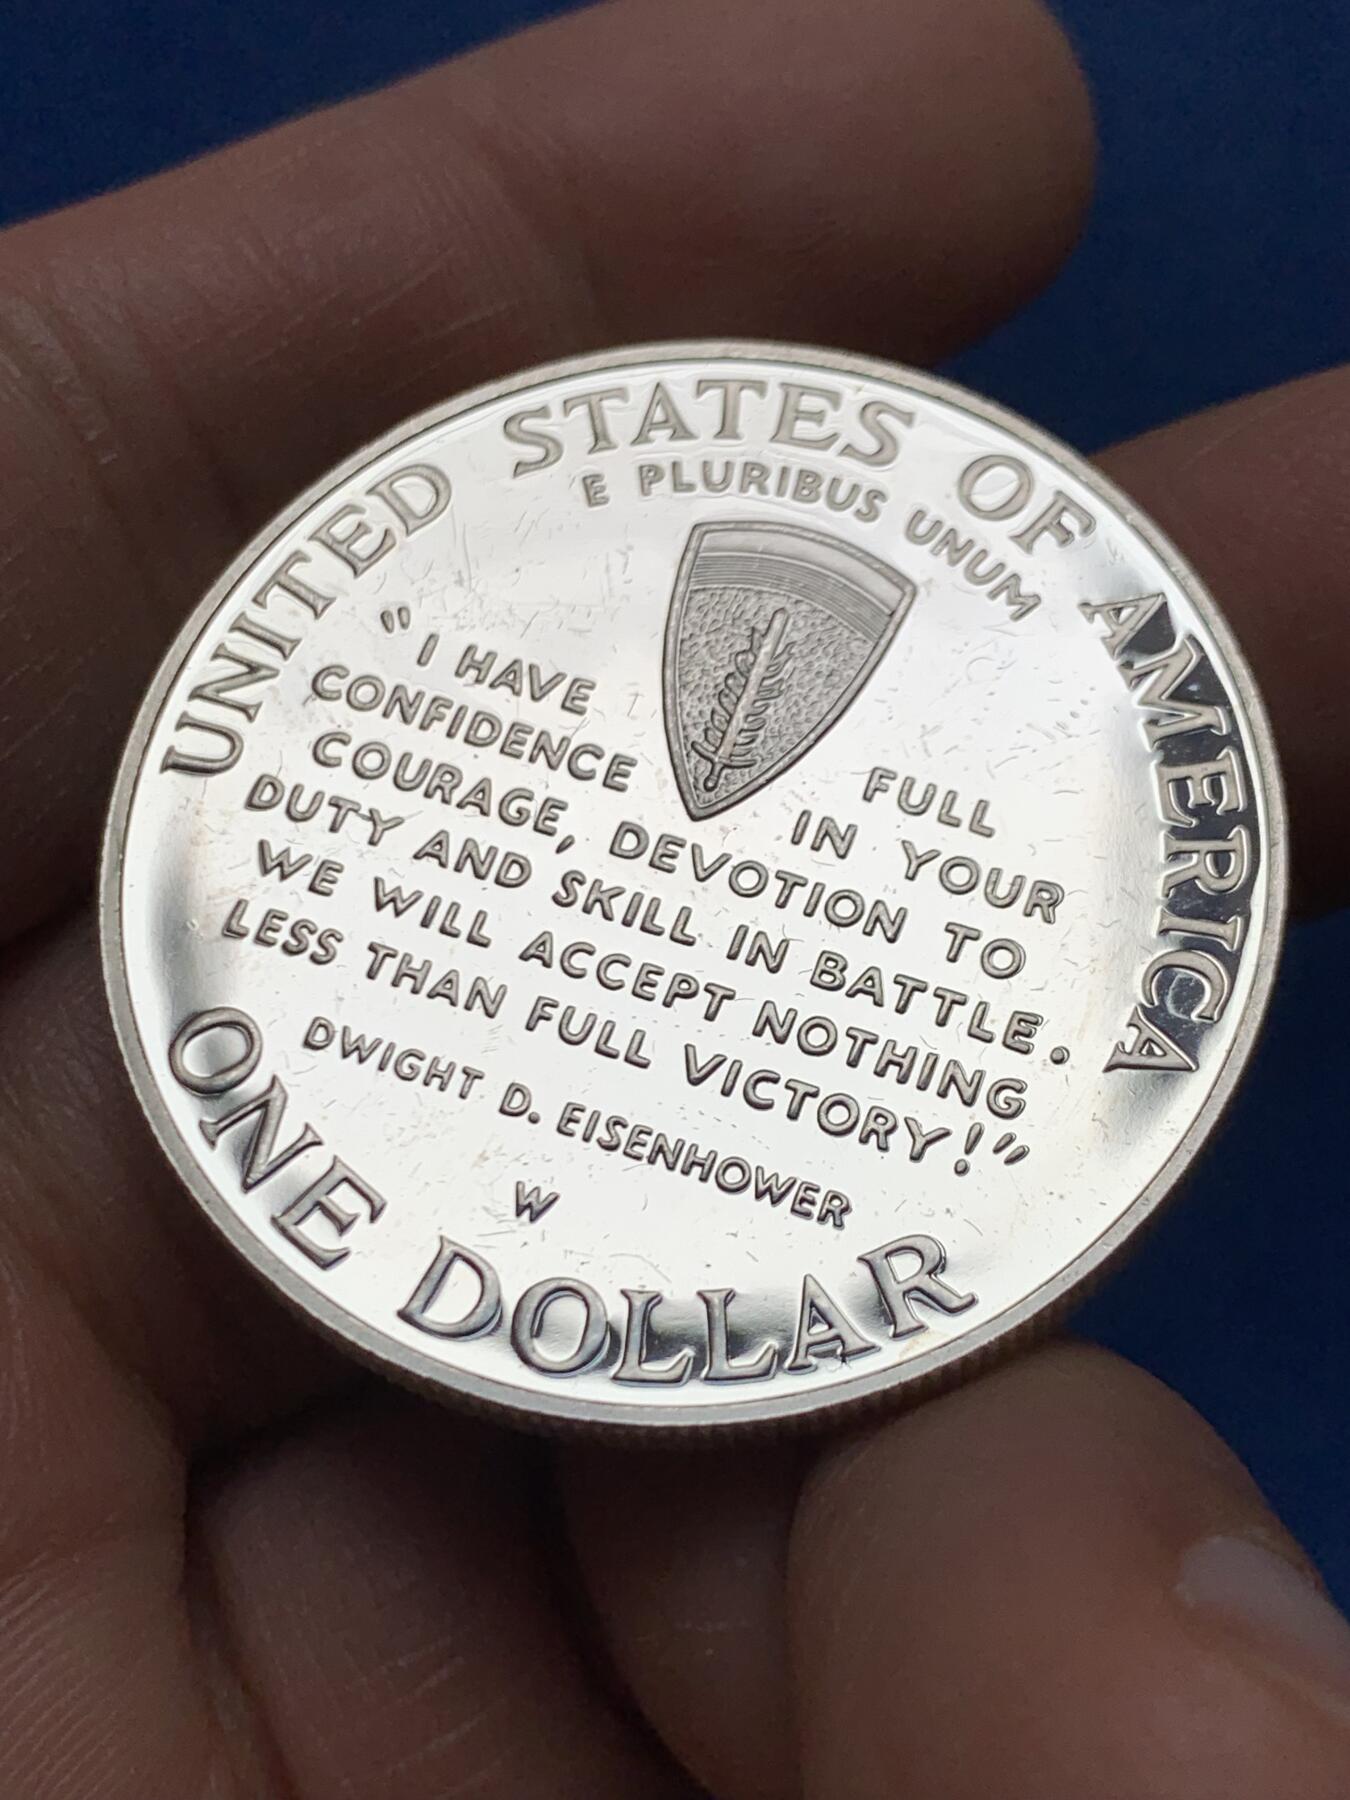 UNITED STATES OF AMERICA
E PLURIBUS UNUM
"I HAVE FULL
CONFIDENCE IN YOUR
COURAGE, DEVOTION TO
DUTY AND SKILL IN BATTLE.
WE WILL ACCEPT NOTHING
LESS THAN FULL VICTORY!"
DWIGHT D. EISENHOWER
W
ONE DOLLAR